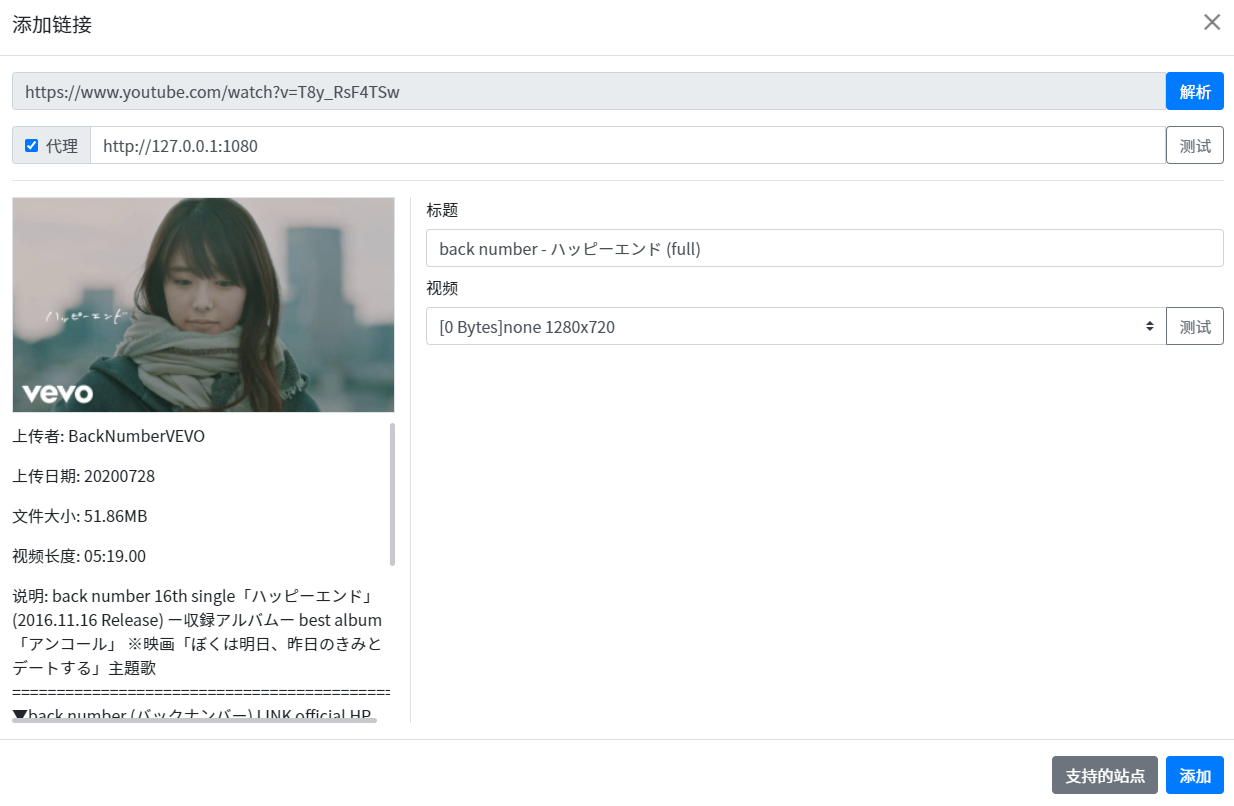 添加链接
https://www.youtube.com/watch?v=T8y_RsF4TSw
解析
代理
http://127.0.0.1:1080
测试
ハッピーエンド
vevo
上传者: BackNumberVEVO
上传日期: 20200728
文件大小: 51.86MB
视频长度: 05:19.00
说明: back number 16th single「ハッピーエンド」
(2016.11.16 Release) ー収録アルバムー best album
「アンコール」 ※映画「ぼくは明日、昨日のきみと
デートする」主題歌
===========================================
▼back number (バックナンバー) LINK official HP
标题
back number - ハッピーエンド (full)
视频
[0 Bytes]none 1280x720
测试
支持的站点
添加